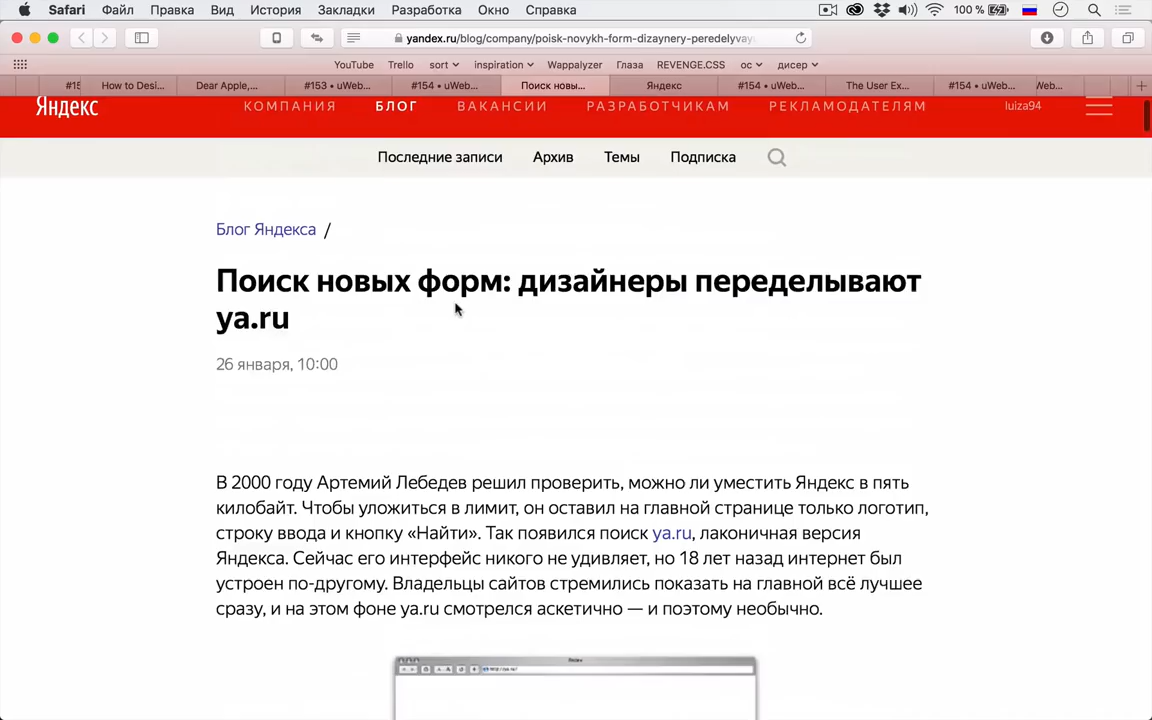 Safari Файл Правка Вид История Закладки Разработка Окно Справка 100 %
yandex.ru/blog/company/poisk-novykh-form-dizaynery-peredelyvay
YouTube Trello sort inspiration Wappalyzer Глаза REVENGE.CSS ос дисер
#15 How to Desi... Dear Apple,... #153 • uWeb... #154 • uWeb... Поиск новы... Яндекс #154 • uWeb... The User Ex... #154 • uWeb... Web...
Яндекс КОМПАНИЯ БЛОГ ВАКАНСИИ РАЗРАБОТЧИКАМ РЕКЛАМОДАТЕЛЯМ luiza94
Последние записи Архив Темы Подписка
Блог Яндекса /
Поиск новых форм: дизайнеры переделывают
ya.ru
26 января, 10:00
В 2000 году Артемий Лебедев решил проверить, можно ли уместить Яндекс в пять
килобайт. Чтобы уложиться в лимит, он оставил на главной странице только логотип,
строку ввода и кнопку «Найти». Так появился поиск ya.ru, лаконичная версия
Яндекса. Сейчас его интерфейс никого не удивляет, но 18 лет назад интернет был
устроен по-другому. Владельцы сайтов стремились показать на главной всё лучшее
сразу, и на этом фоне ya.ru смотрелся аскетично — и поэтому необычно.